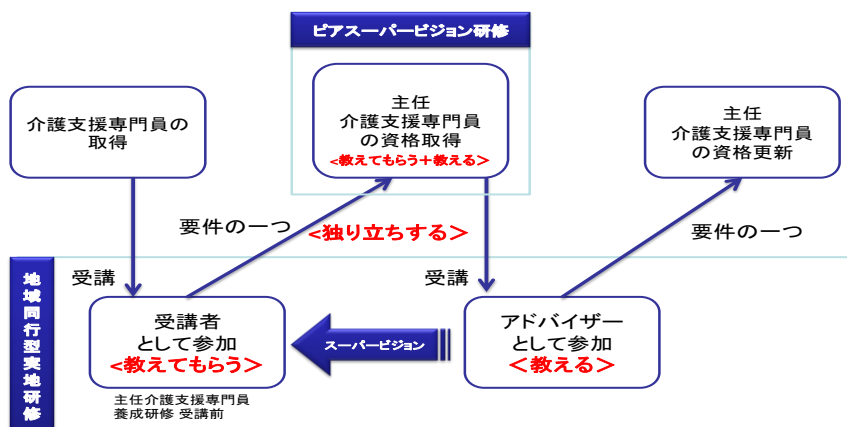 ピアスーパービジョン研修
介護支援専門員の
取得
主任
介護支援専門員
の資格取得
<教えてもらう+教える>
主任
介護支援専門員
の資格更新
要件の一つ
<独り立ちする>
要件の一つ
受講
受講
地域同行型実地研修
受講者
として参加
<教えてもらう>
スーパービジョン
アドバイザー
として参加
<教える>
主任介護支援専門員
養成研修 受講前